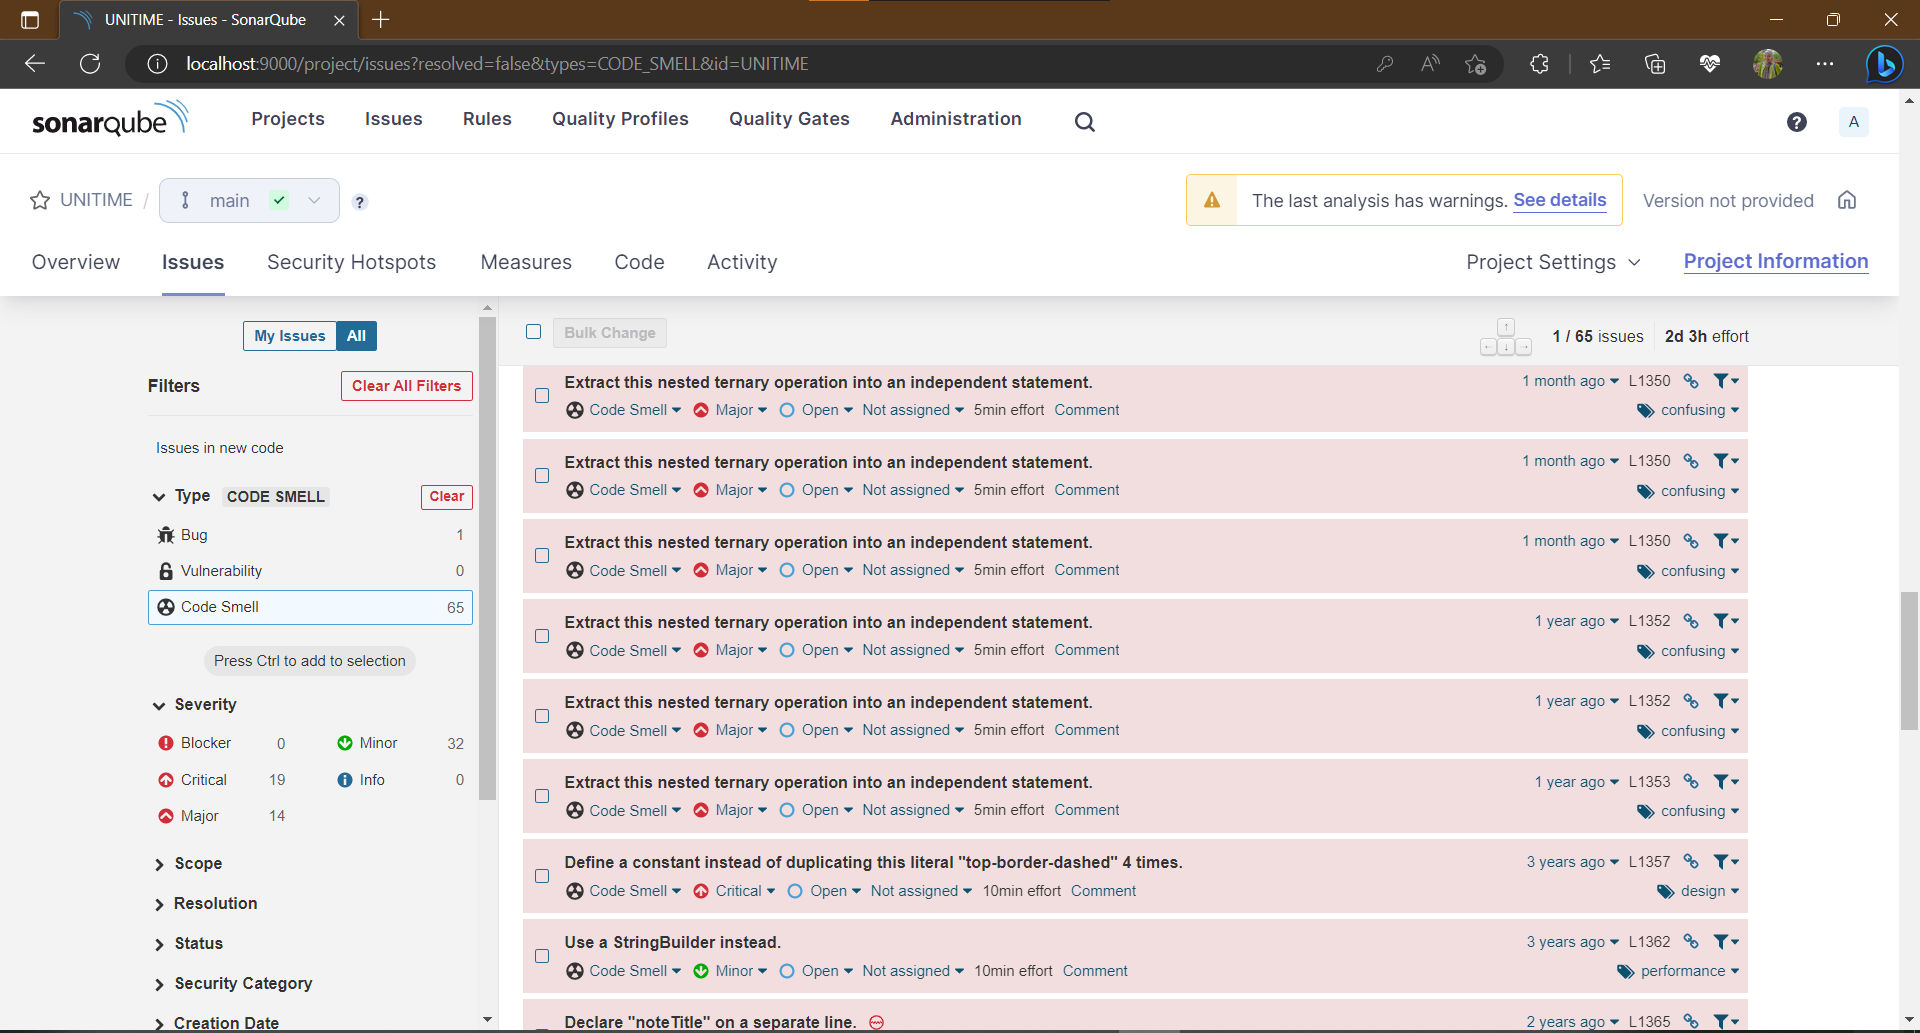 UNITIME - Issues - SonarQube
localhost:9000/project/issues?resolved=false&types=CODE_SMELL&id=UNITIME
sonarqube Projects Issues Rules Quality Profiles Quality Gates Administration ? A
UNITIME / main ? The last analysis has warnings. See details Version not provided
Overview Issues Security Hotspots Measures Code Activity Project Settings Project Information
My Issues All
Filters Clear All Filters
Issues in new code
Type CODE SMELL Clear
Bug 1
Vulnerability 0
Code Smell 65
Press Ctrl to add to selection
Severity
Blocker 0 Minor 32
Critical 19 Info 0
Major 14
Scope
Resolution
Status
Security Category
Creation Date
Bulk Change 1 / 65 issues 2d 3h effort
Extract this nested ternary operation into an independent statement. 1 month ago L1350
Code Smell Major Open Not assigned 5min effort Comment confusing
Extract this nested ternary operation into an independent statement. 1 month ago L1350
Code Smell Major Open Not assigned 5min effort Comment confusing
Extract this nested ternary operation into an independent statement. 1 month ago L1350
Code Smell Major Open Not assigned 5min effort Comment confusing
Extract this nested ternary operation into an independent statement. 1 year ago L1352
Code Smell Major Open Not assigned 5min effort Comment confusing
Extract this nested ternary operation into an independent statement. 1 year ago L1352
Code Smell Major Open Not assigned 5min effort Comment confusing
Extract this nested ternary operation into an independent statement. 1 year ago L1353
Code Smell Major Open Not assigned 5min effort Comment confusing
Define a constant instead of duplicating this literal "top-border-dashed" 4 times. 3 years ago L1357
Code Smell Critical Open Not assigned 10min effort Comment design
Use a StringBuilder instead. 3 years ago L1362
Code Smell Minor Open Not assigned 10min effort Comment performance
Declare "noteTitle" on a separate line. 2 years ago L1365